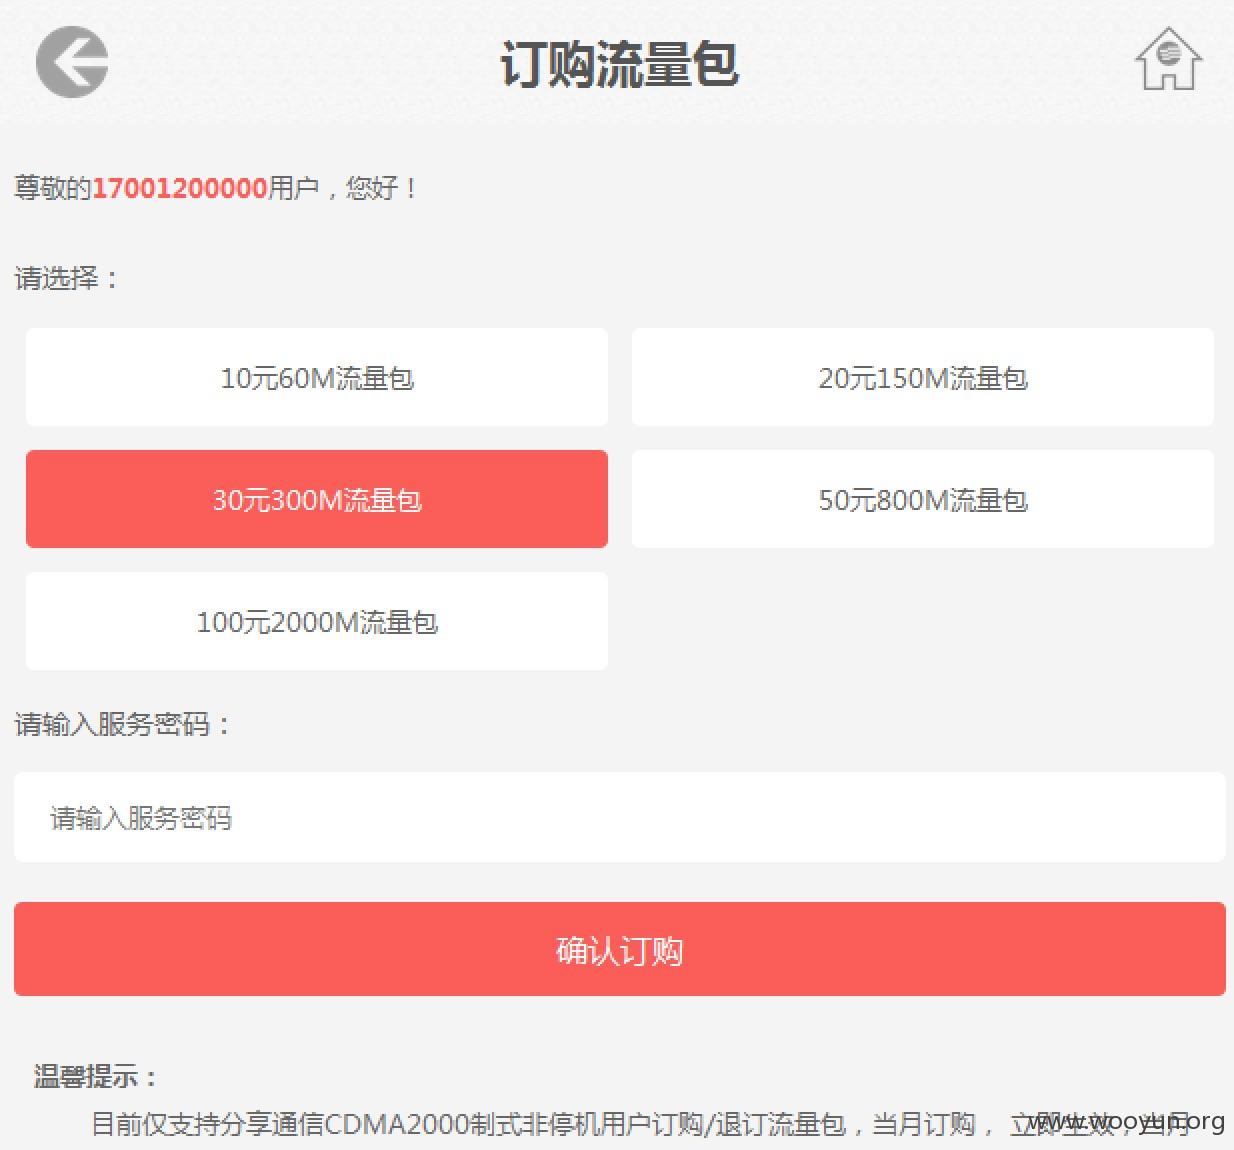 订购流量包
尊敬的17001200000用户，您好！
请选择：
10元60M流量包
20元150M流量包
30元300M流量包
50元800M流量包
100元2000M流量包
请输入服务密码：
请输入服务密码
确认订购
温馨提示：
目前仅支持分享通信CDMA2000制式非停机用户订购/退订流量包，当月订购， 立即生效，当月
www.wooyun.org